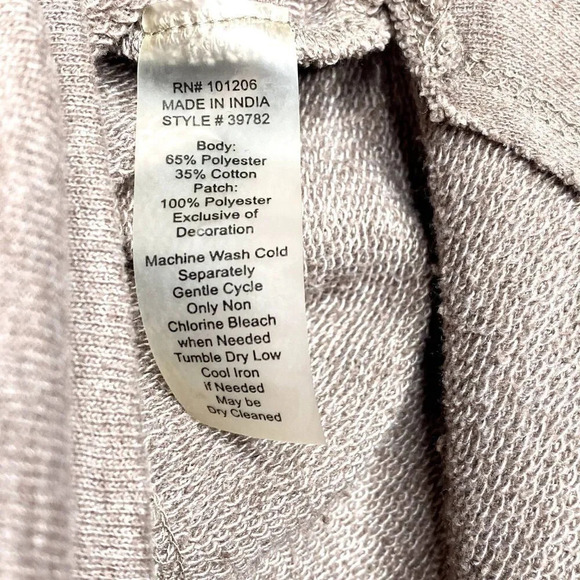 RN# 101206
MADE IN INDIA
STYLE # 39782
Body:
65% Polyester
35% Cotton
Patch:
100% Polyester
Exclusive of
Decoration
Machine Wash Cold
Separately
Gentle Cycle
Only Non
Chlorine Bleach
when Needed
Tumble Dry Low
Cool Iron
if Needed
May be
Dry Cleaned